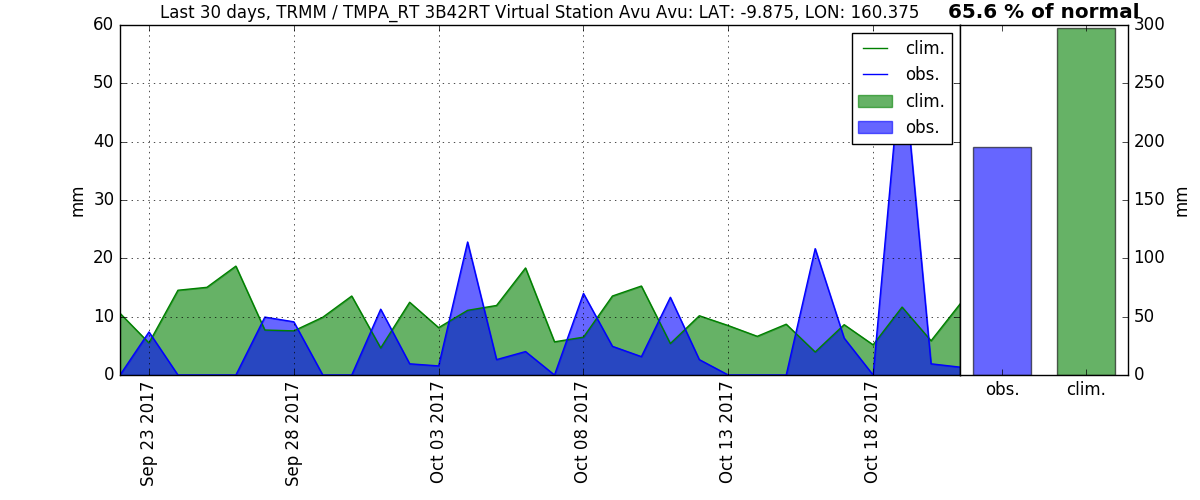 Last 30 days, TRMM / TMPA_RT 3B42RT Virtual Station Avu Avu: LAT: -9.875, LON: 160.375
65.6 % of normal
clim.
obs.
clim.
obs.
60
50
40
30
20
10
0
mm
300
250
200
150
100
50
0
mm
Sep 23 2017
Sep 28 2017
Oct 03 2017
Oct 08 2017
Oct 13 2017
Oct 18 2017
obs.
clim.